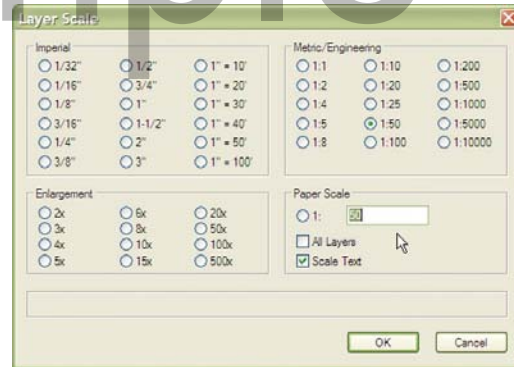 Layer Scale
Imperial
1/32" 1/2" 1" = 10'
1/16" 3/4" 1" = 20'
1/8" 1" 1" = 30'
3/16" 1-1/2" 1" = 40'
1/4" 2" 1" = 50'
3/8" 3" 1" = 100'
Metric/Engineering
1:1 1:10 1:200
1:2 1:20 1:500
1:4 1:25 1:1000
1:5 1:50 1:5000
1:8 1:100 1:10000
Enlargement
2x 6x 20x
3x 8x 50x
4x 10x 100x
5x 15x 500x
Paper Scale
1: 50
All Layers
Scale Text
OK Cancel